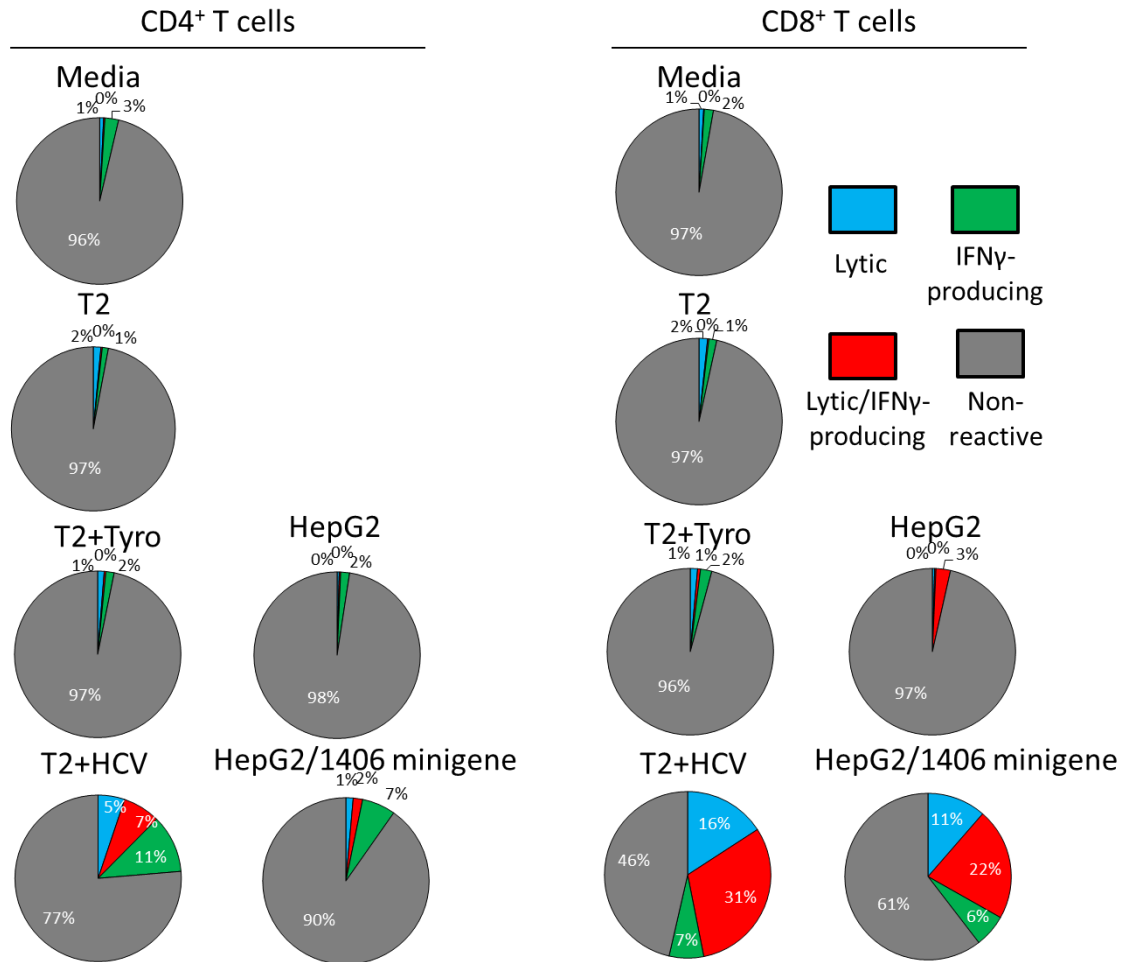 CD4⁺ T cells
CD8⁺ T cells
Media
1% 0% 3%
96%
Media
1% 0% 2%
97%
Lytic
IFNγ-
producing
Lytic/IFNγ-
producing
Non-
reactive
T2
2% 0% 1%
97%
T2
2% 0% 1%
97%
T2+Tyro
1% 0% 2%
97%
HepG2
0% 0% 2%
98%
T2+Tyro
1% 1% 2%
96%
HepG2
0% 0% 3%
97%
T2+HCV
5%
7%
11%
77%
HepG2/1406 minigene
1% 2% 7%
90%
T2+HCV
16%
46%
31%
7%
HepG2/1406 minigene
11%
22%
61%
6%